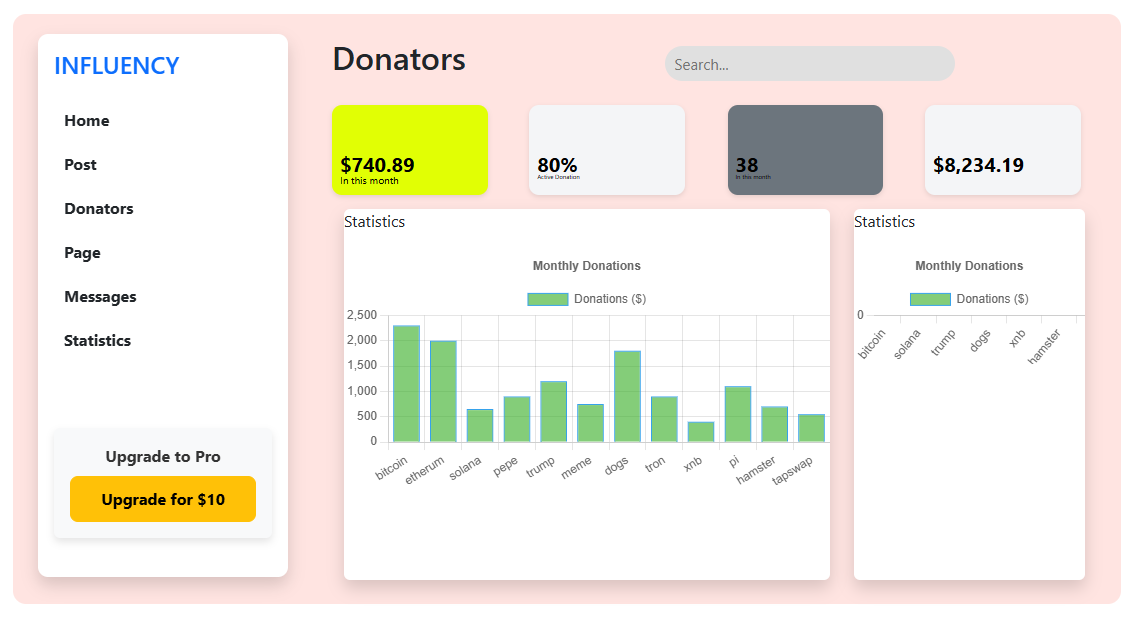 INFLUENCY
Home
Post
Donators
Page
Messages
Statistics
Upgrade to Pro
Upgrade for $10
Donators
Search...
$740.89
In this month
80%
Active Donation
38
In this month
$8,234.19
Statistics
Monthly Donations
Donations ($)
2,500
2,000
1,500
1,000
500
0
bitcoin
etherum
solana
pepe
trump
meme
dogs
tron
xnb
pi
hamster
tapswap
Statistics
Monthly Donations
Donations ($)
0
bitcoin
solana
trump
dogs
xnb
hamster